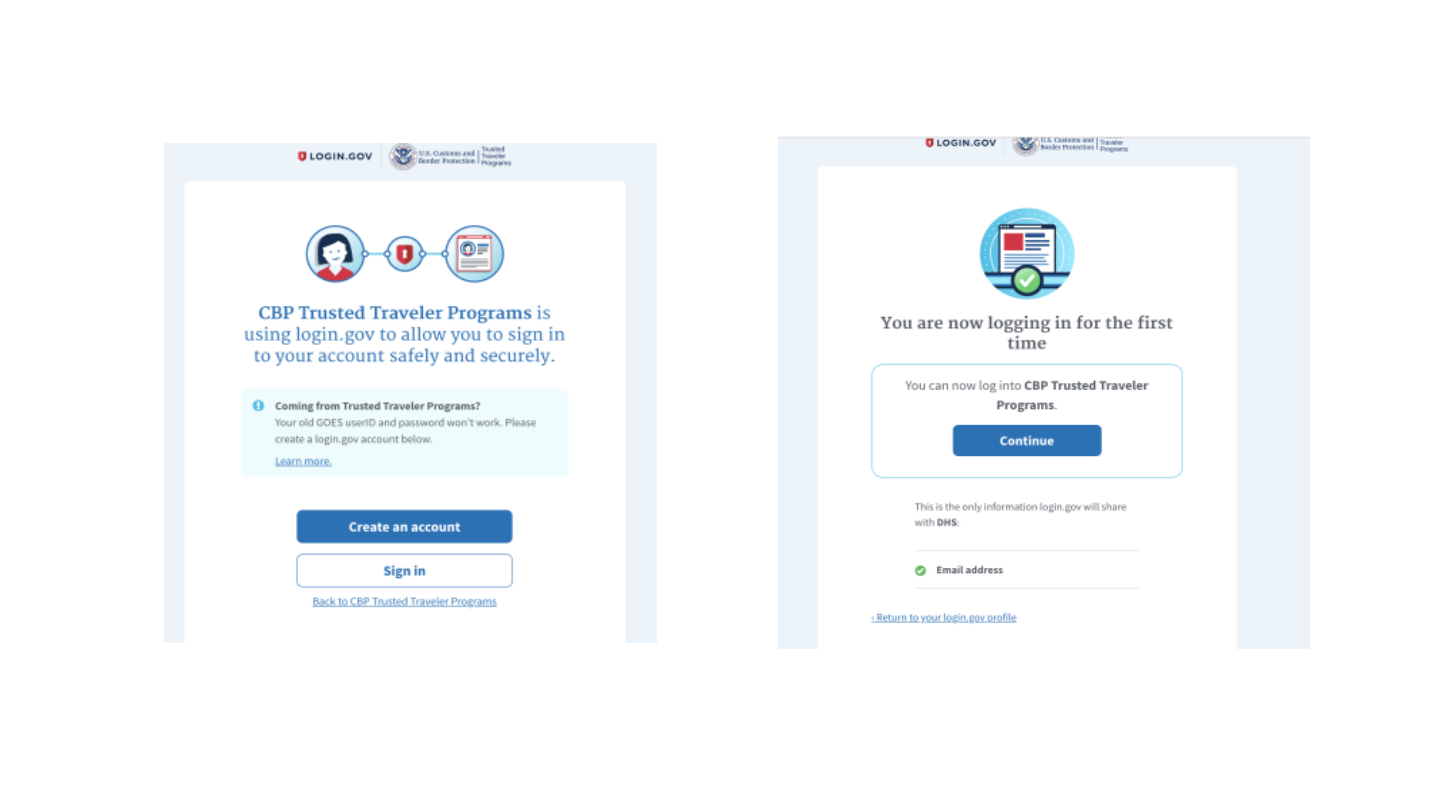 LOGIN.GOV
U.S. Customs and
Border Protection
Trusted
Traveler
Programs
CBP Trusted Traveler Programs is
using login.gov to allow you to sign in
to your account safely and securely.
Coming from Trusted Traveler Programs?
Your old GOES userID and password won't work. Please
create a login.gov account below.
Learn more.
Create an account
Sign in
Back to CBP Trusted Traveler Programs
LOGIN.GOV
U.S. Customs and
Border Protection
Traveler
Programs
You are now logging in for the first
time
You can now log into CBP Trusted Traveler
Programs.
Continue
This is the only information login.gov will share
with DHS:
Email address
‹ Return to your login.gov profile